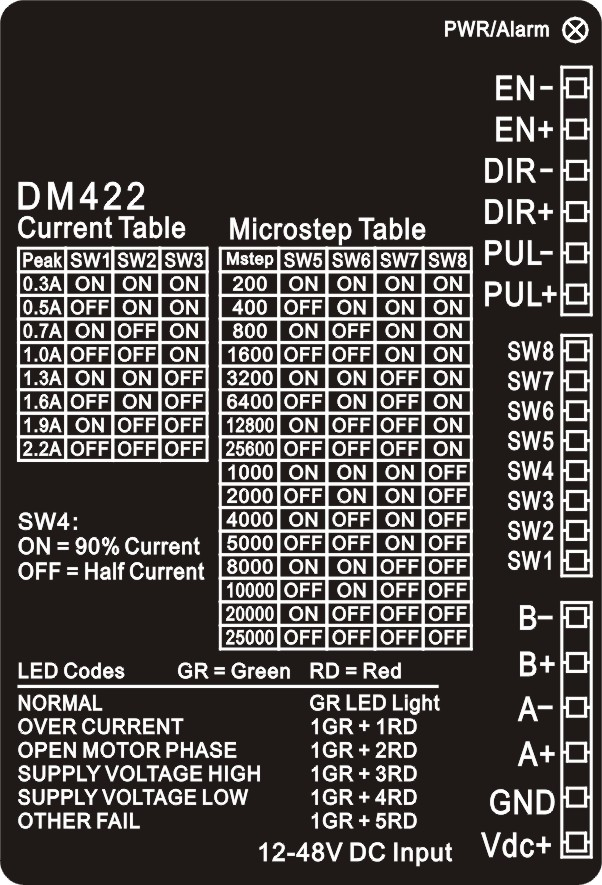 PWR/Alarm
EN-
EN+
DIR-
DIR+
PUL-
PUL+
DM422
Current Table
Peak SW1 SW2 SW3
0.3A ON ON ON
0.5A OFF ON ON
0.7A ON OFF ON
1.0A OFF OFF ON
1.3A ON ON OFF
1.6A OFF ON OFF
1.9A ON OFF OFF
2.2A OFF OFF OFF
SW4:
ON = 90% Current
OFF = Half Current
Microstep Table
Mstep SW5 SW6 SW7 SW8
200 ON ON ON ON
400 OFF ON ON ON
800 ON OFF ON ON
1600 OFF OFF ON ON
3200 ON ON OFF ON
6400 OFF ON OFF ON
12800 ON OFF OFF ON
25600 OFF OFF OFF ON
1000 ON ON ON OFF
2000 OFF ON ON OFF
4000 ON OFF ON OFF
5000 OFF OFF ON OFF
8000 ON ON OFF OFF
10000 OFF ON OFF OFF
20000 ON OFF OFF OFF
25000 OFF OFF OFF OFF
SW8
SW7
SW6
SW5
SW4
SW3
SW2
SW1
LED Codes GR = Green RD = Red
NORMAL GR LED Light
OVER CURRENT 1GR + 1RD
OPEN MOTOR PHASE 1GR + 2RD
SUPPLY VOLTAGE HIGH 1GR + 3RD
SUPPLY VOLTAGE LOW 1GR + 4RD
OTHER FAIL 1GR + 5RD
B-
B+
A-
A+
GND
Vdc+
12-48V DC Input